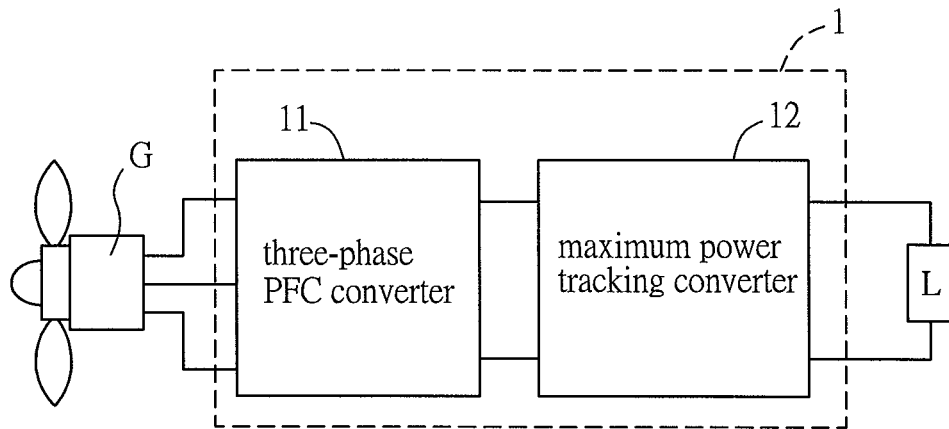 1
11
12
G
three-phase
PFC converter
maximum power
tracking converter
L